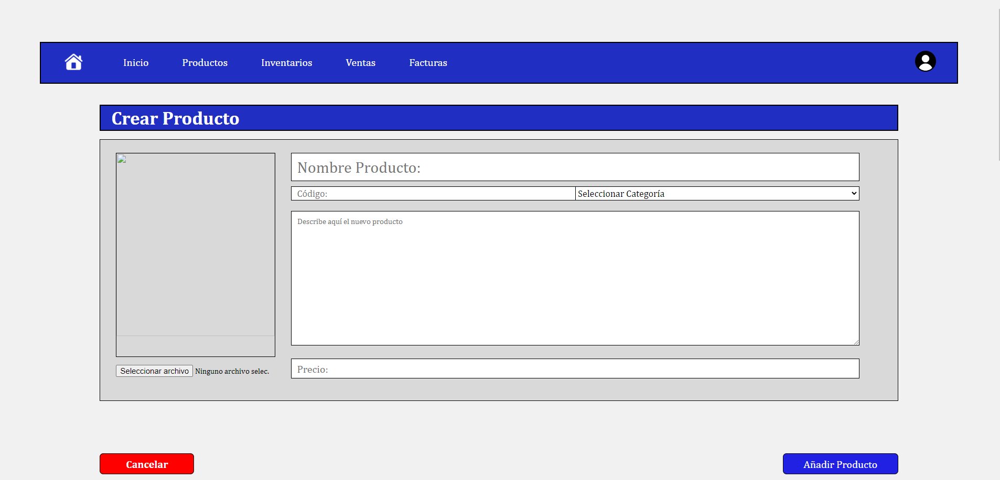 Inicio Productos Inventarios Ventas Facturas
Crear Producto
Nombre Producto:
Código: Seleccionar Categoría
Describe aquí el nuevo producto
Precio:
Seleccionar archivo Ninguno archivo selec.
Cancelar Añadir Producto